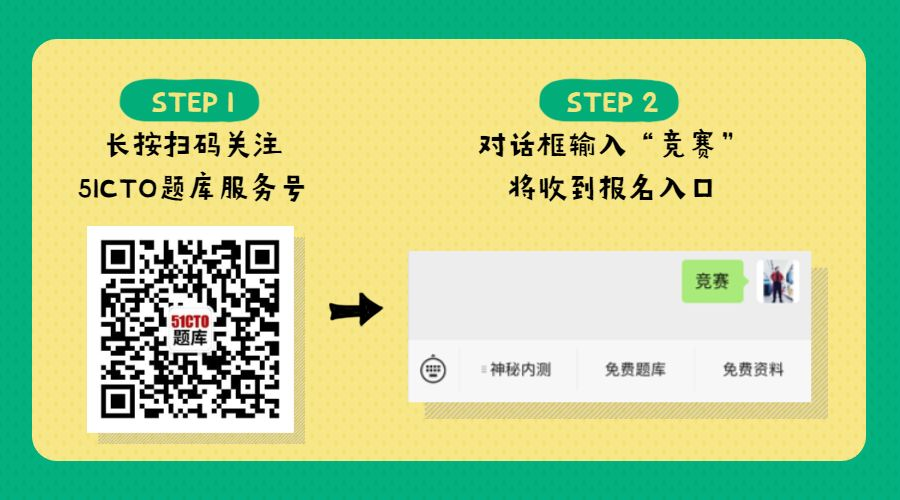 STEP 1
长按扫码关注
51CTO题库服务号
51CTO
题库
STEP 2
对话框输入“竞赛”
将收到报名入口
竞赛
神秘内测
免费题库
免费资料